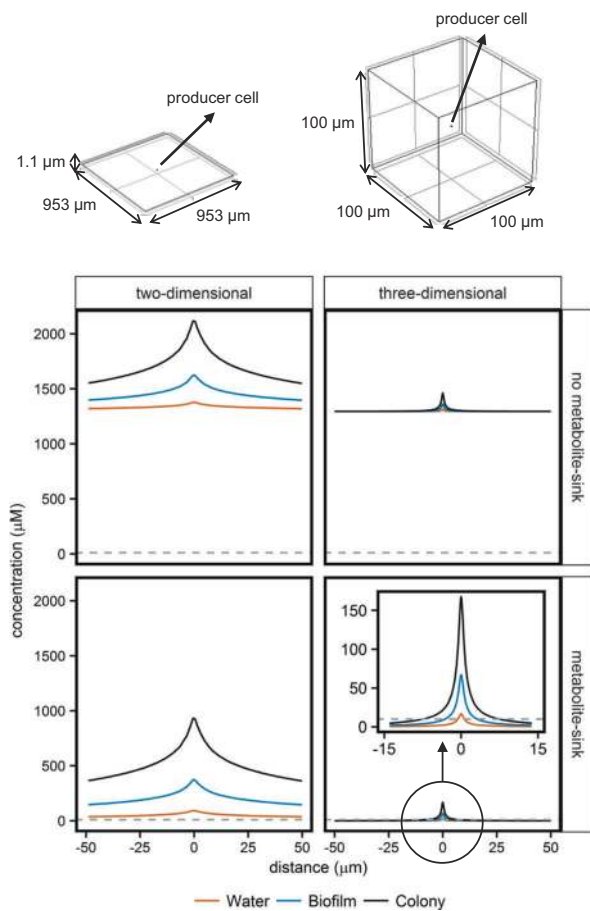 producer cell
1.1 µm
953 µm
953 µm
producer cell
100 µm
100 µm
100 µm
two-dimensional
three-dimensional
concentration (µM)
2000
1500
1000
500
0
no metabolite-sink
2000
1500
1000
500
0
150
100
50
0
-15
0
15
metabolite-sink
-50
-25
0
25
50
-50
-25
0
25
50
distance (µm)
distance (µm)
Water
Biofilm
Colony